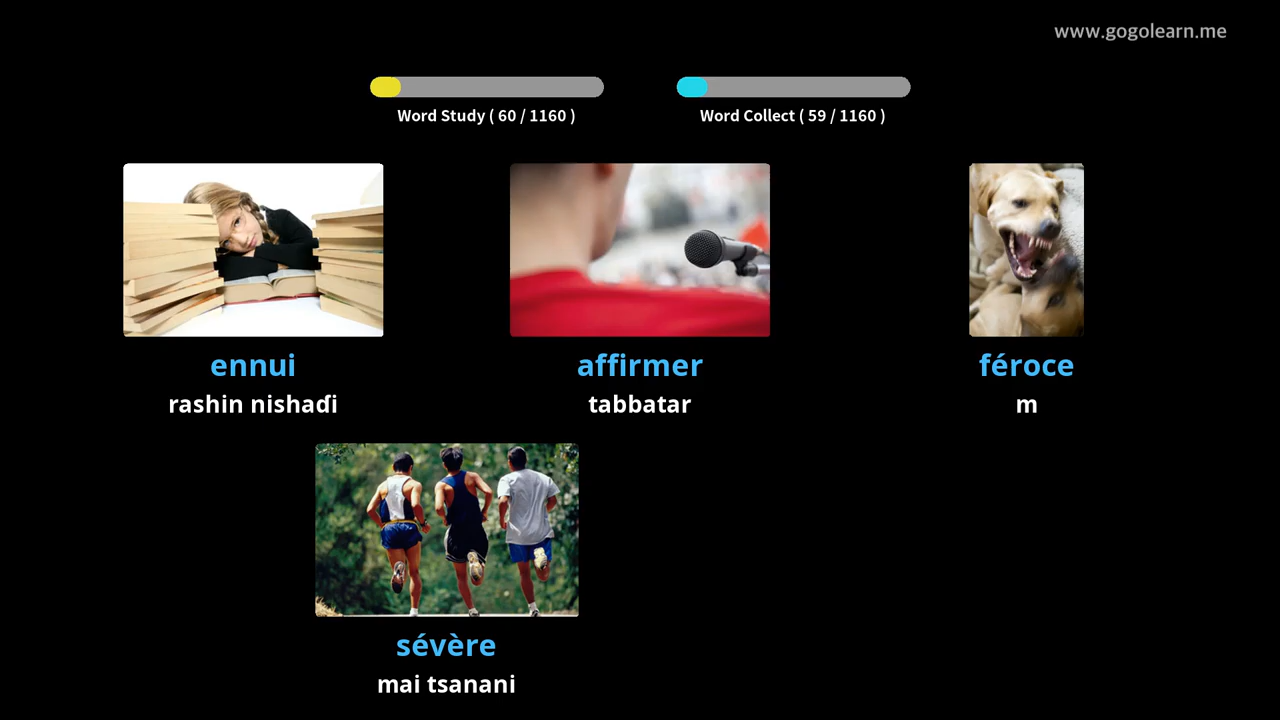 www.gogolearn.me
Word Study ( 60 / 1160 )
Word Collect ( 59 / 1160 )
ennui
rashin nishaɗi
affirmer
tabbatar
féroce
m
sévère
mai tsanani